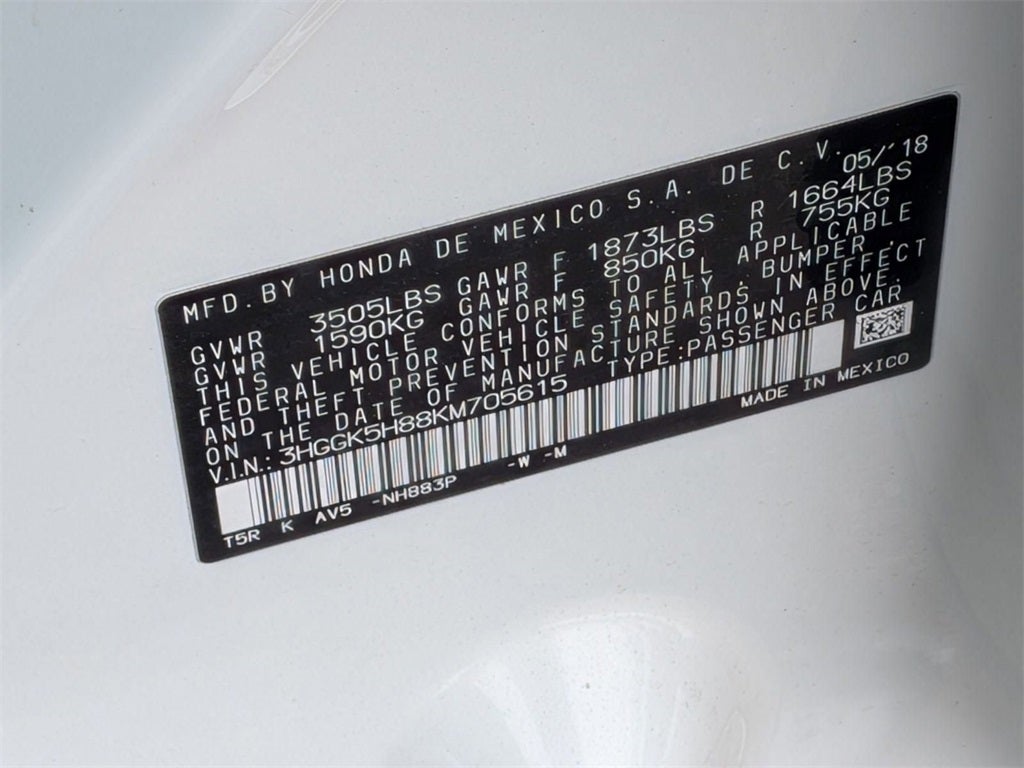 MFD. BY HONDA DE MEXICO S.A. DE C.V. 05/'18
GVWR 3505LBS GAWR F 1873LBS R 1664LBS
GVWR 1590KG GAWR F 850KG R 755KG
THIS VEHICLE CONFORMS TO ALL APPLICABLE
FEDERAL MOTOR VEHICLE SAFETY, BUMPER,
AND THEFT PREVENTION STANDARDS IN EFFECT
ON THE DATE OF MANUFACTURE SHOWN ABOVE.
V.I.N.: 3HGGK5H88KM705615 TYPE:PASSENGER CAR
MADE IN MEXICO
T5R K AV5 -NH883P -W -M